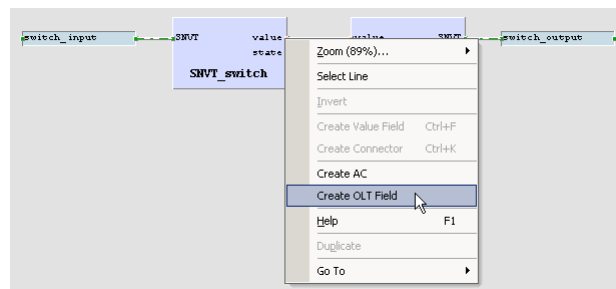 switch_input
SNVT value
state
SNVT_switch
value SNVT
switch_output
Zoom (89%)...
Select Line
Invert
Create Value Field Ctrl+F
Create Connector Ctrl+K
Create AC
Create OLT Field
Help F1
Duplicate
Go To